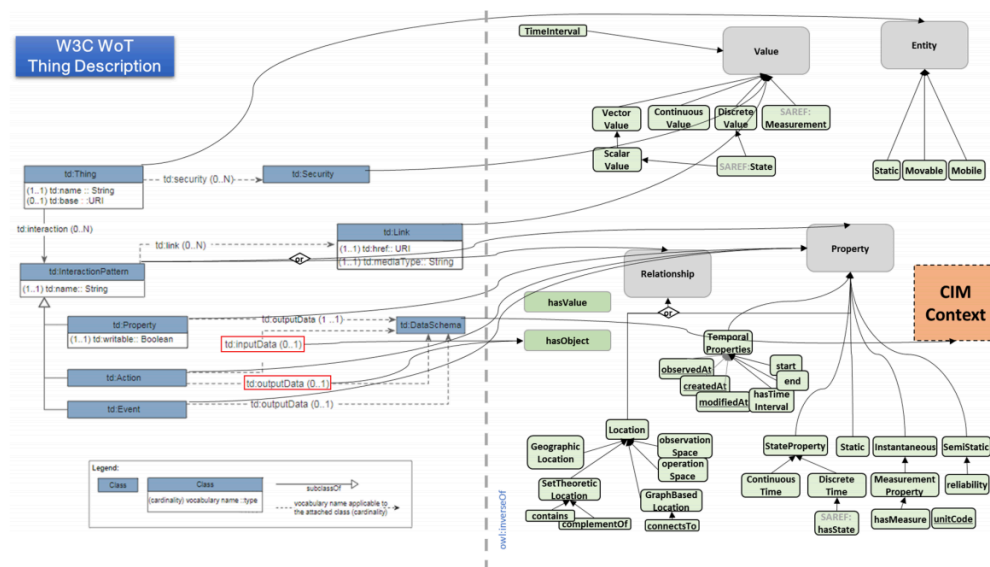 W3C WoT
Thing Description
td:Thing
(1..1) td:name :: String
(0..1) td:base : :URI
td:security (0..N)
td:Security
td:interaction (0..N)
td:link (0..N)
td:Link
(1..1) td:href:: URI
(1..1) td:mediaType:: String
or
td:InteractionPattern
(1..1) td:name:: String
td:Property
(1..1) td:writable:: Boolean
td:outputData (1 ..1)
td:DataSchema
td:inputData (0..1)
td:Action
td:outputData (0..1)
td:Event
td:outputData (0..1)
Legend:
Class
Class
(cardinality) vocabulary name ::type
subclassOf
vocabulary name applicable
to the attached class (cardinality)
owl:inverseOf
TimeInterval
Value
Entity
Vector
Value
Continuous
Value
Discrete
Value
SAREF:
Measurement
Scalar
Value
SAREF:State
Static
Movable
Mobile
Relationship
Property
CIM
Context
hasValue
hasObject
or
Temporal
Properties
observedAt
createdAt
modifiedAt
start
end
hasTime
Interval
Location
Geographic
Location
observation
Space
operation
Space
SetTheoretic
Location
GraphBased
Location
contains
complementOf
connectsTo
StateProperty
Static
Instantaneous
SemiStatic
Continuous
Time
Discrete
Time
Measurement
Property
reliability
SAREF:
hasState
hasMeasure
unitCode